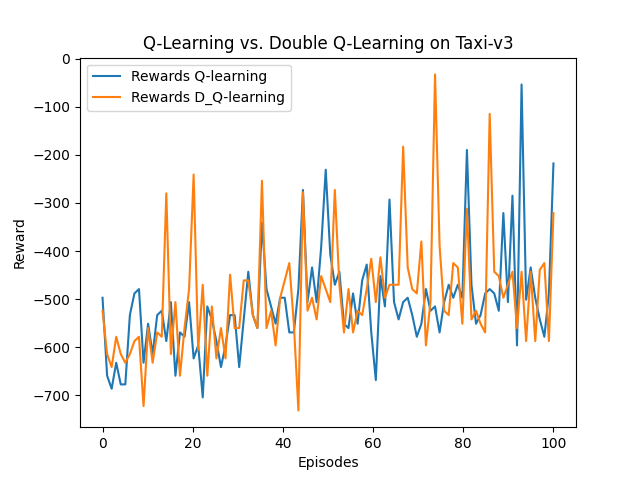 Q-Learning vs. Double Q-Learning on Taxi-v3
Rewards Q-learning
Rewards D_Q-learning
0
−100
−200
−300
−400
−500
−600
−700
Reward
0 20 40 60 80 100
Episodes